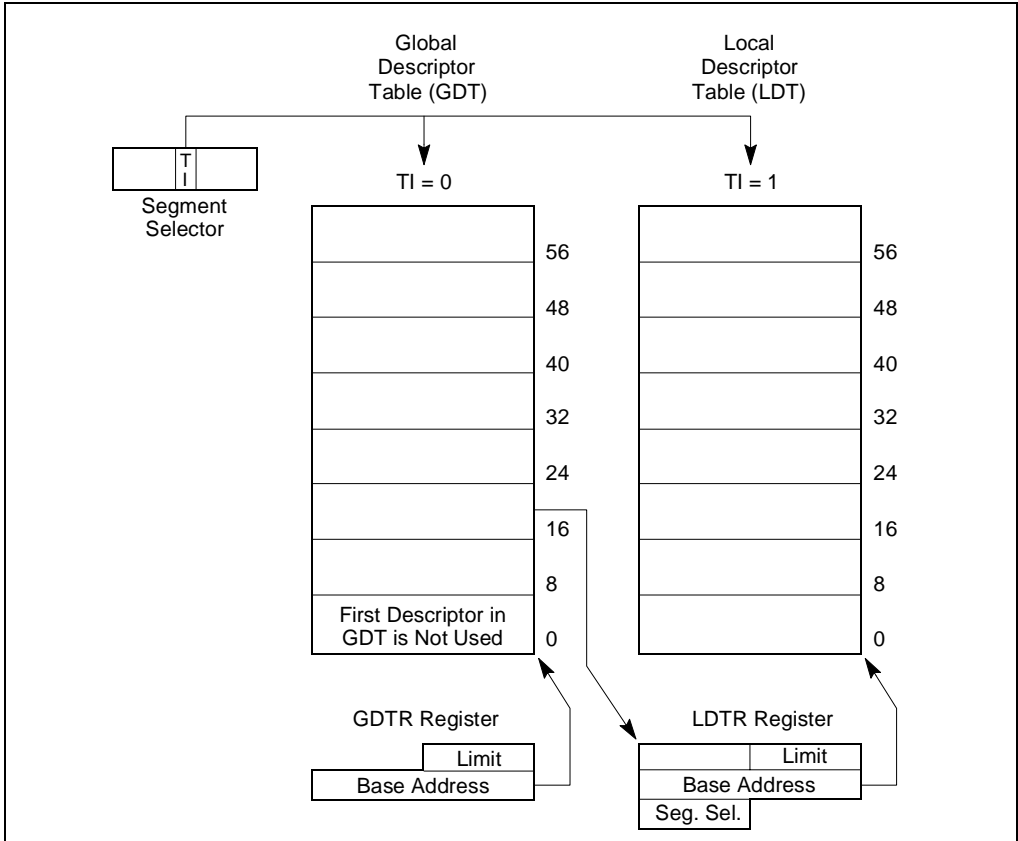 Global
Descriptor
Table (GDT)
Local
Descriptor
Table (LDT)
T
I
Segment
Selector
TI = 0
TI = 1
56
48
40
32
24
16
8
First Descriptor in
GDT is Not Used
0
56
48
40
32
24
16
8
0
GDTR Register
Limit
Base Address
LDTR Register
Limit
Base Address
Seg. Sel.